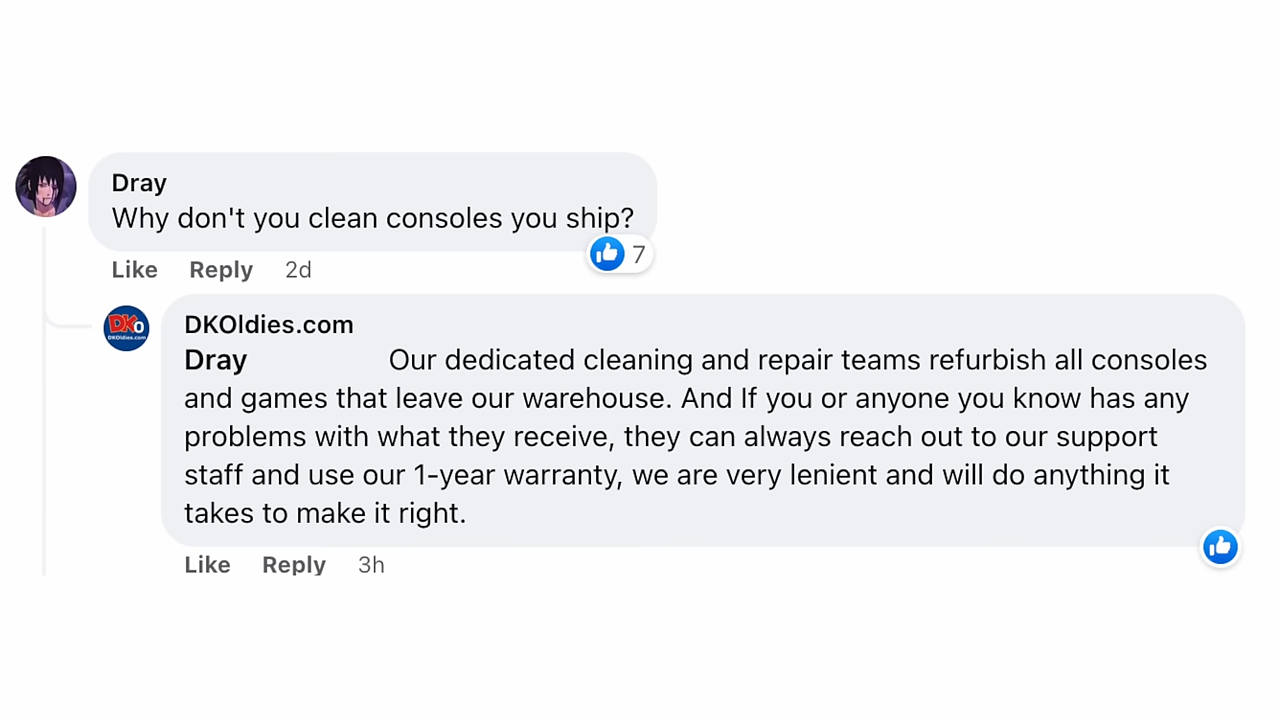 Dray
Why don't you clean consoles you ship?
7
Like Reply 2d
DKO
DKOldies.com
DKOldies.com
Dray Our dedicated cleaning and repair teams refurbish all consoles
and games that leave our warehouse. And If you or anyone you know has any
problems with what they receive, they can always reach out to our support
staff and use our 1-year warranty, we are very lenient and will do anything it
takes to make it right.
Like Reply 3h